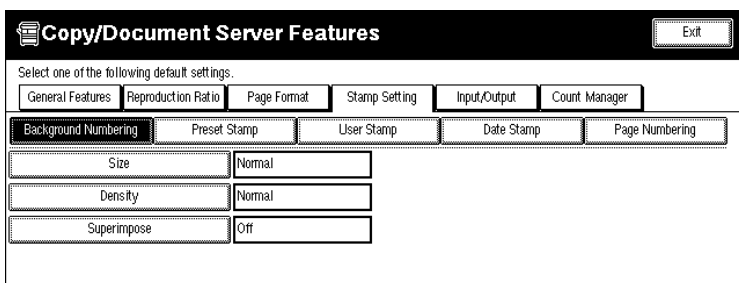 Copy/Document Server Features Exit
Select one of the following default settings.
General Features Reproduction Ratio Page Format Stamp Setting Input/Output Count Manager
Background Numbering Preset Stamp User Stamp Date Stamp Page Numbering
Size Normal
Density Normal
Superimpose Off